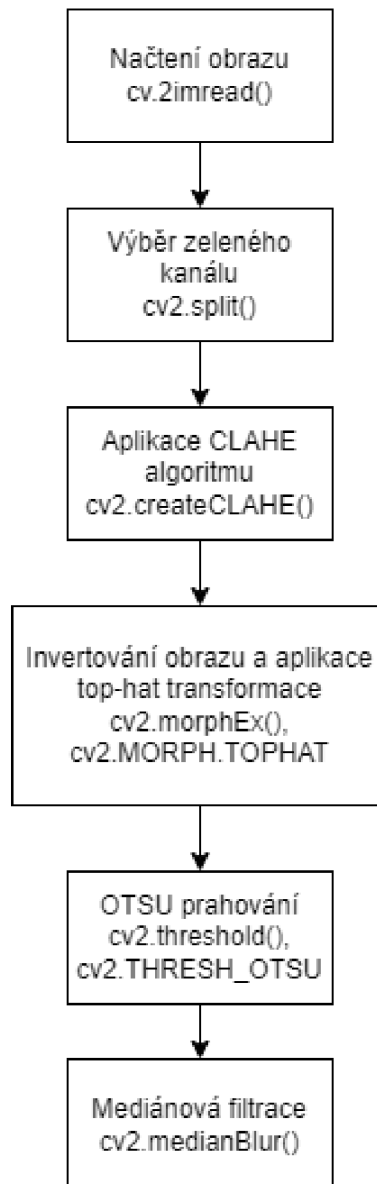 Načtení obrazu
cv.2imread()
Výběr zeleného
kanálu
cv2.split()
Aplikace CLAHE
algoritmu
cv2.createCLAHE()
Invertování obrazu a aplikace
top-hat transformace
cv2.morphEx(),
cv2.MORPH.TOPHAT
OTSU prahování
cv2.threshold(),
cv2.THRESH_OTSU
Mediánová filtrace
cv2.medianBlur()